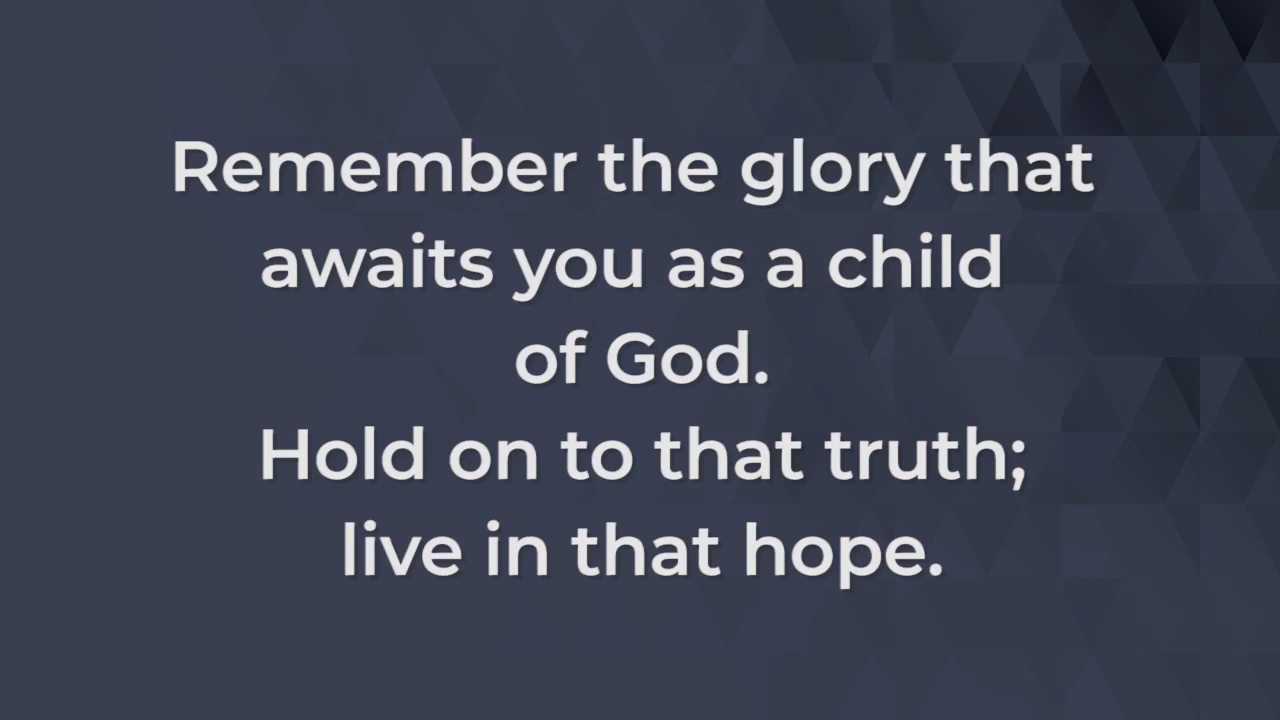 Remember the glory that
awaits you as a child
of God.
Hold on to that truth;
live in that hope.